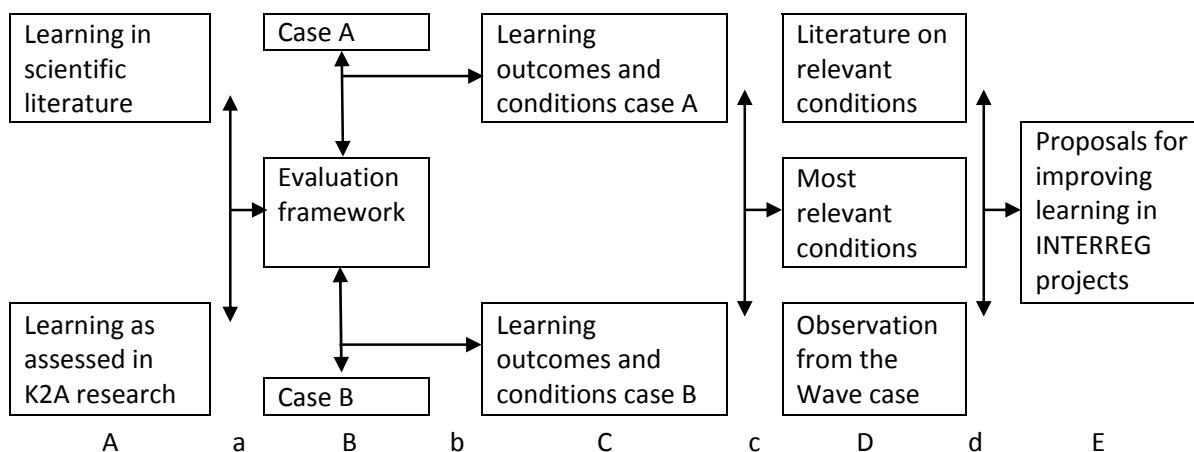 Learning in
scientific
literature
Learning as
assessed in
K2A research
A
a
Case A
Evaluation
framework
Case B
B
b
Learning
outcomes and
conditions case A
Learning
outcomes and
conditions case B
C
c
Literature on
relevant
conditions
Most
relevant
conditions
Observation
from the
Wave case
D
d
Proposals for
improving
learning in
INTERREG
projects
E